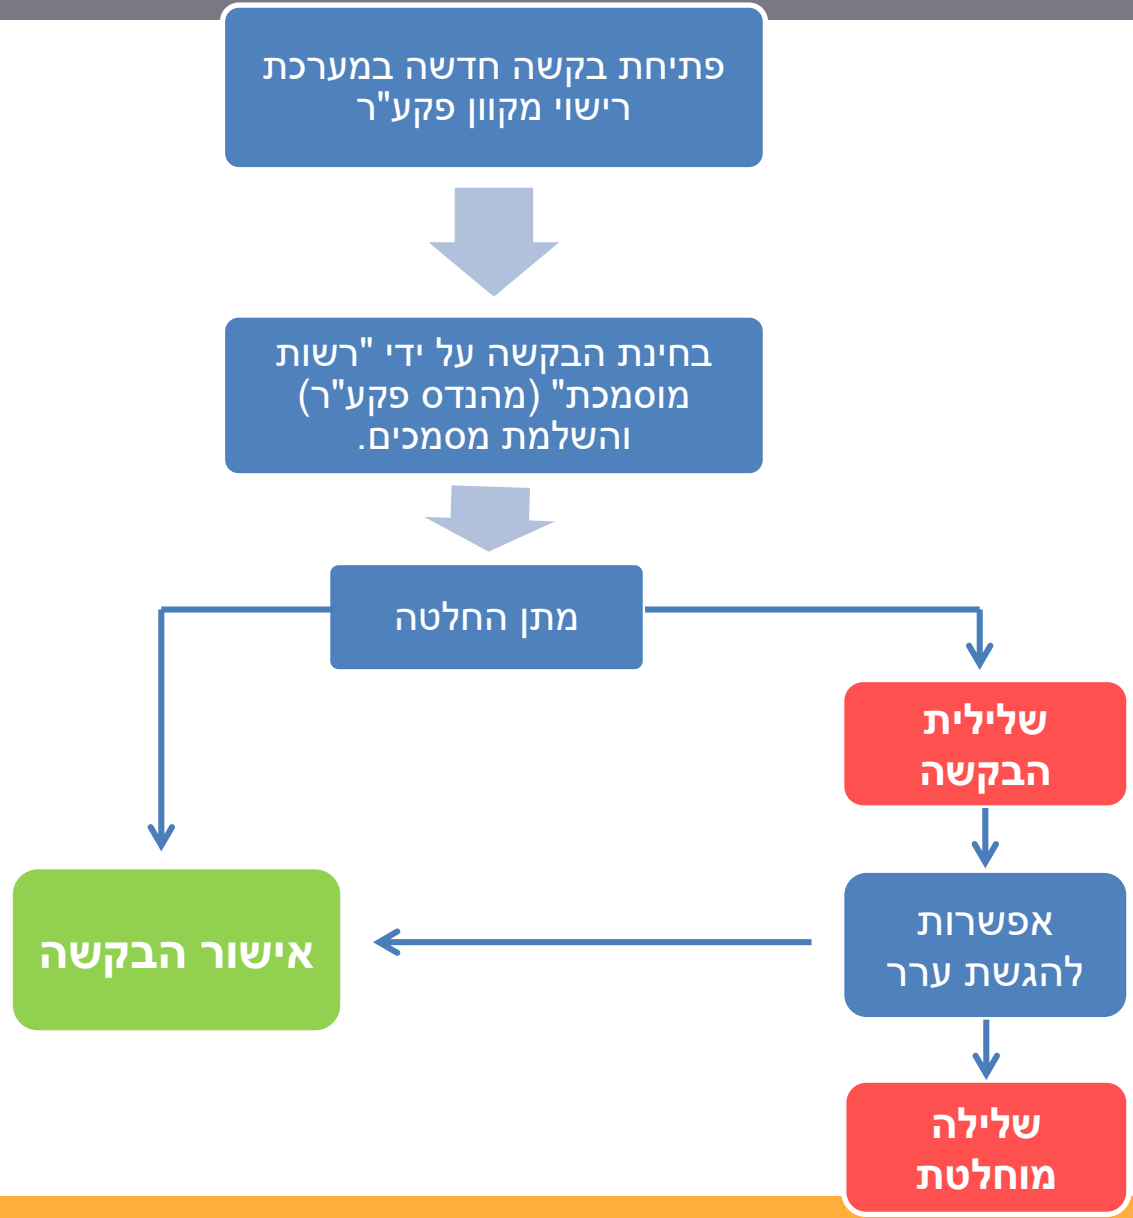 פתיחת בקשה חדשה במערכת
רישוי מקוון פקע"ר
בחינת הבקשה על ידי "רשות
מוסמכת" (מהנדס פקע"ר)
והשלמת מסמכים.
מתן החלטה
שלילית
הבקשה
אפשרות
להגשת ערר
אישור הבקשה
שלילה
מוחלטת